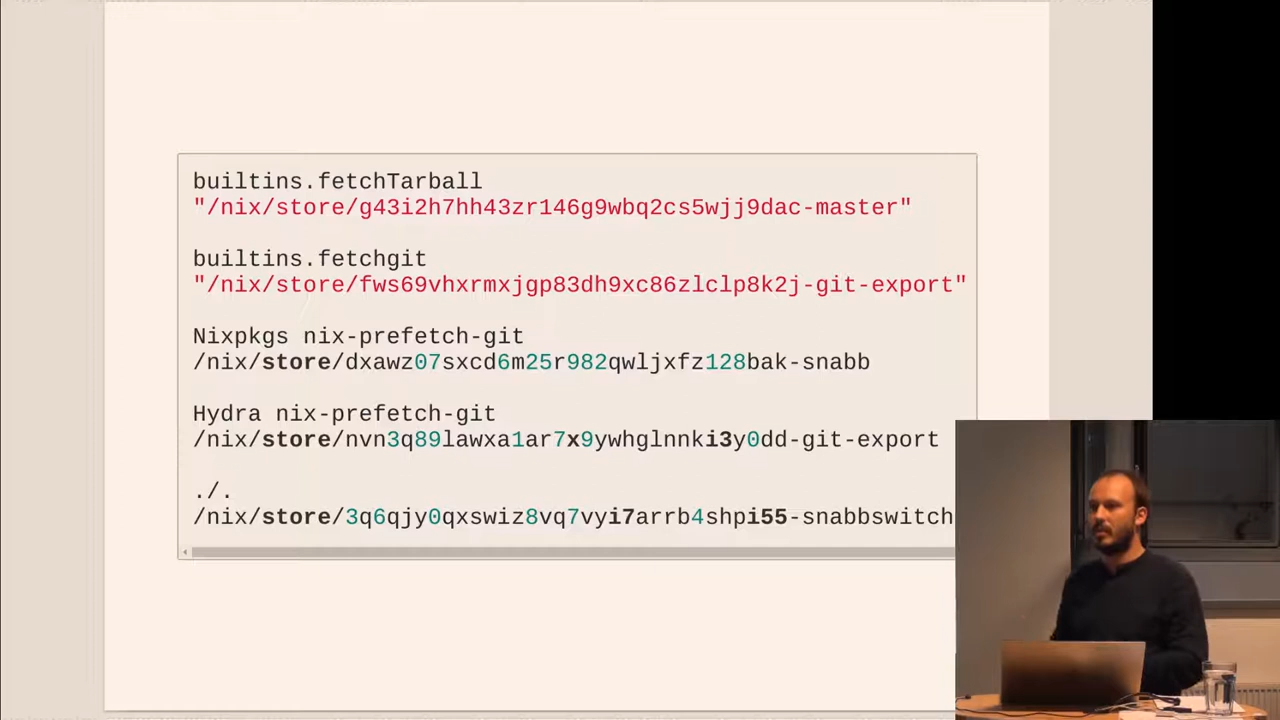 builtins.fetchTarball
"/nix/store/g43i2h7hh43zr146g9wbq2cs5wjj9dac-master"
builtins.fetchgit
"/nix/store/fws69vhxrmxjgp83dh9xc86zlclp8k2j-git-export"
Nixpkgs nix-prefetch-git
/nix/store/dxawz07sxcd6m25r982qwljxfz128bak-snabb
Hydra nix-prefetch-git
/nix/store/nvn3q89lawxa1ar7x9ywhglnnki3y0dd-git-export
./.
/nix/store/3q6qjy0qxswiz8vq7vyi7arrb4shpi55-snabbswitch